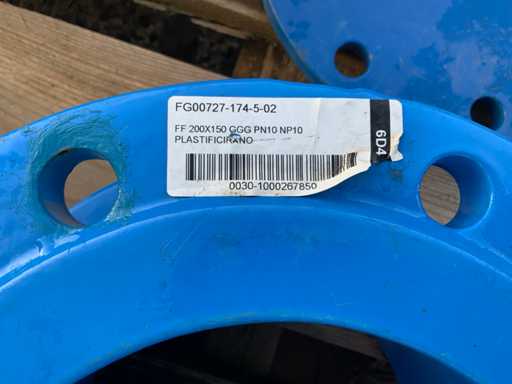 FG00727-174-5-02
FF 200X150 GGG PN10 NP10
PLASTIFICIRANO
6D4
0030-1000267850